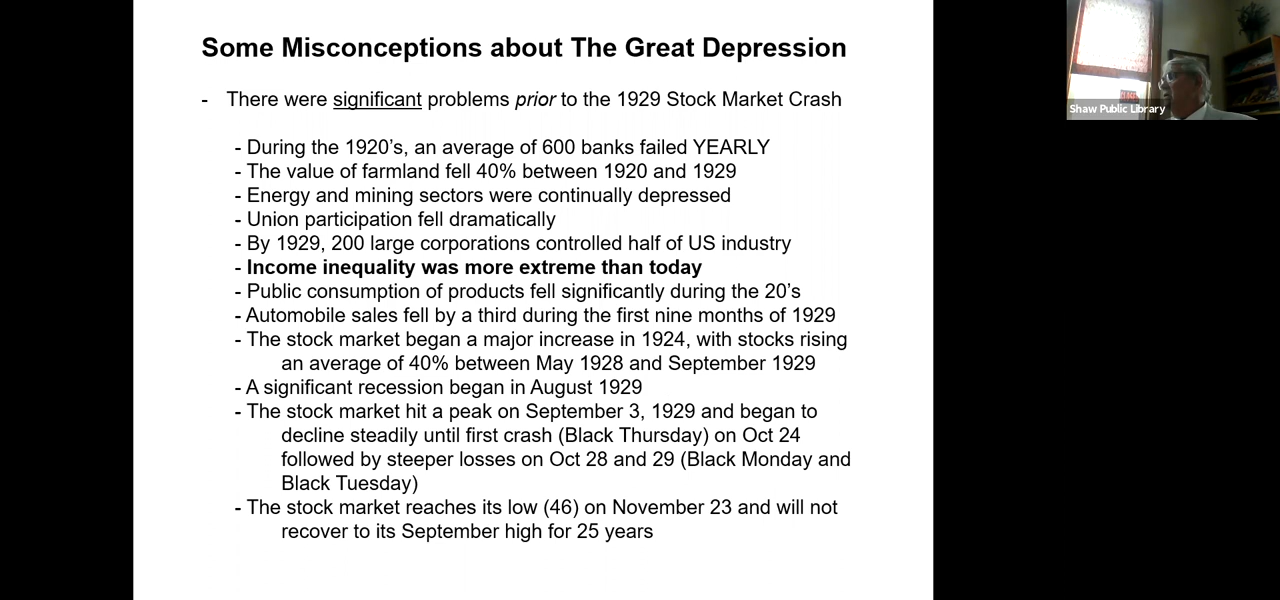 Some Misconceptions about The Great Depression
- There were significant problems prior to the 1929 Stock Market Crash
- During the 1920's, an average of 600 banks failed YEARLY
- The value of farmland fell 40% between 1920 and 1929
- Energy and mining sectors were continually depressed
- Union participation fell dramatically
- By 1929, 200 large corporations controlled half of US industry
- Income inequality was more extreme than today
- Public consumption of products fell significantly during the 20's
- Automobile sales fell by a third during the first nine months of 1929
- The stock market began a major increase in 1924, with stocks rising
an average of 40% between May 1928 and September 1929
- A significant recession began in August 1929
- The stock market hit a peak on September 3, 1929 and began to
decline steadily until first crash (Black Thursday) on Oct 24
followed by steeper losses on Oct 28 and 29 (Black Monday and
Black Tuesday)
- The stock market reaches its low (46) on November 23 and will not
recover to its September high for 25 years
Shaw Public Library